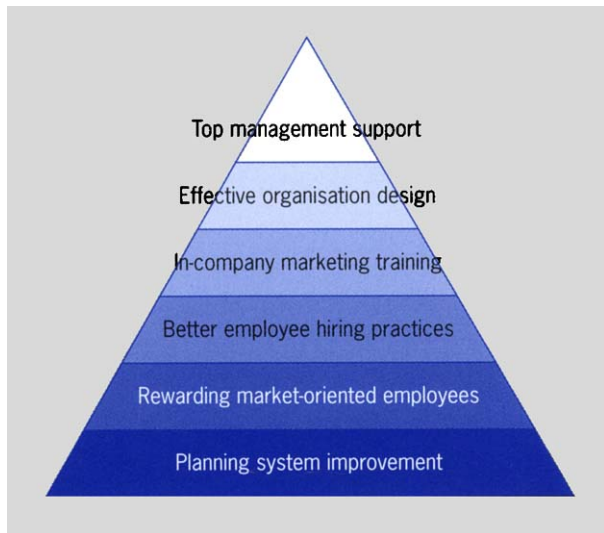 Top management support
Effective organisation design
In-company marketing training
Better employee hiring practices
Rewarding market-oriented employees
Planning system improvement